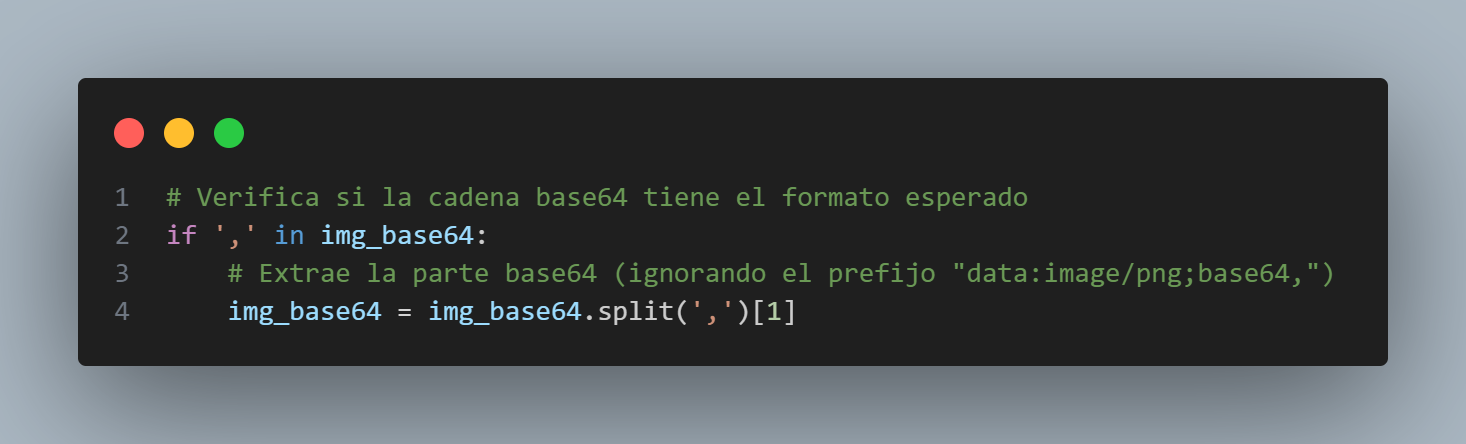 1 # Verifica si la cadena base64 tiene el formato esperado
2 if ',' in img_base64:
3     # Extrae la parte base64 (ignorando el prefijo "data:image/png;base64,")
4     img_base64 = img_base64.split(',')[1]